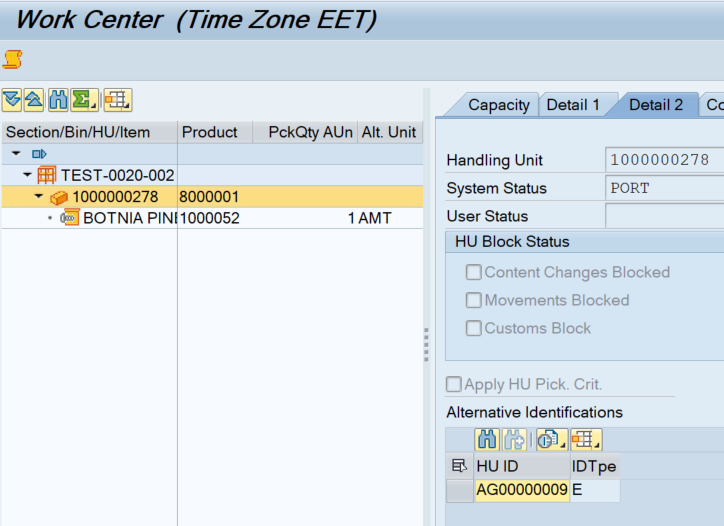 Work Center (Time Zone EET)
Section/Bin/HU/Item Product PckQty AUn Alt. Unit
TEST-0020-002
1000000278 8000001
BOTNIA PINE 1000052 1 AMT
Capacity Detail 1 Detail 2 Co
Handling Unit 1000000278
System Status PORT
User Status
HU Block Status
Content Changes Blocked
Movements Blocked
Customs Block
Apply HU Pick. Crit.
Alternative Identifications
HU ID IDTpe
AG00000009 E